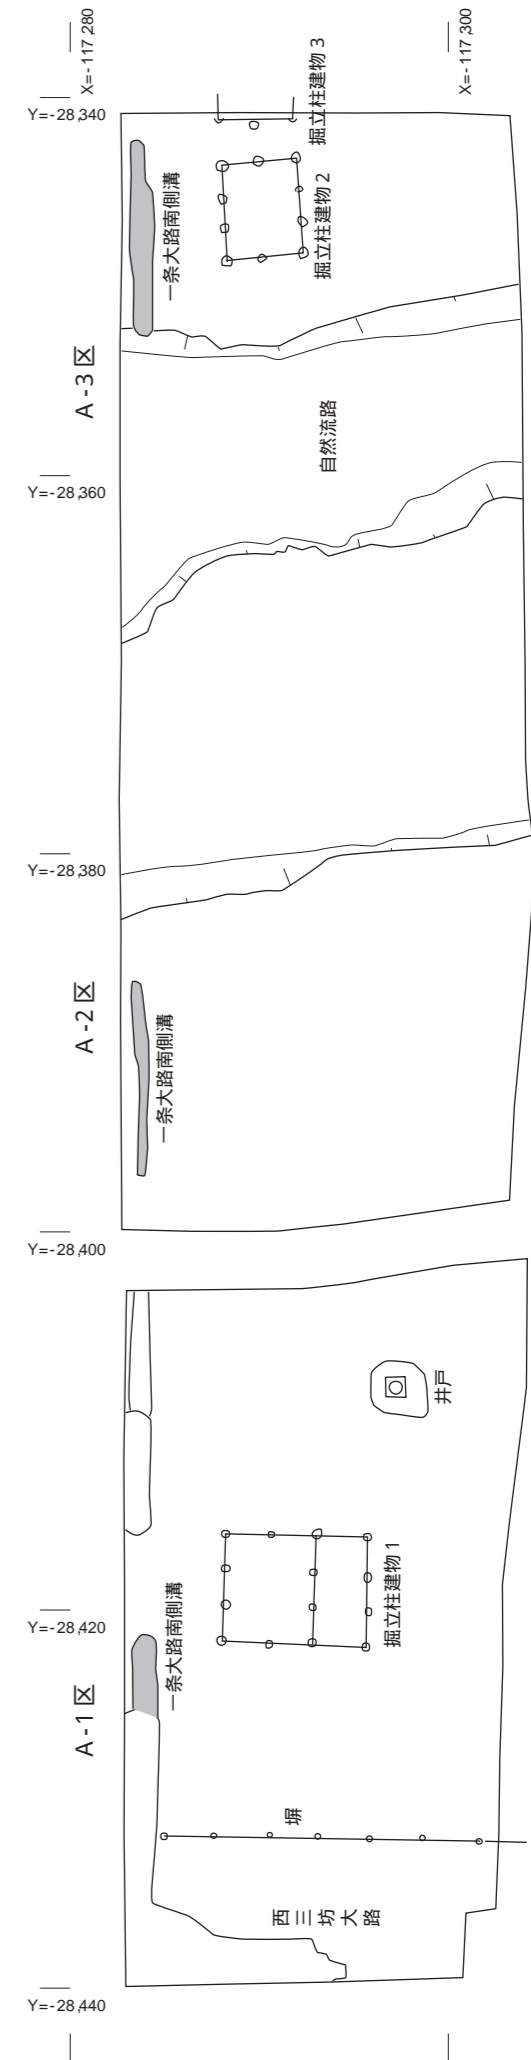 X=-117,280
X=-117,300
Y=-28,340
掘立柱建物3
掘立柱建物2
一条大路南側溝
A-3区
自然流路
Y=-28,360
Y=-28,380
A-2区
一条大路南側溝
Y=-28,400
井戸
掘立柱建物1
一条大路南側溝
Y=-28,420
A-1区
塀
西三坊大路
Y=-28,440